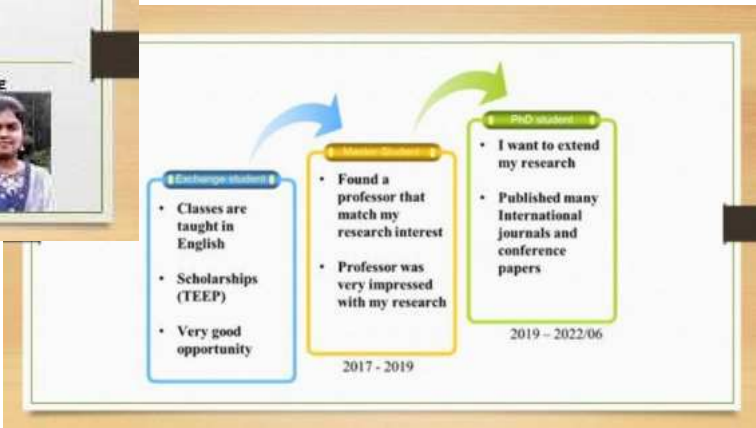 E
Exchange student
• Classes are
taught in
English
• Scholarships
(TEEP)
• Very good
opportunity
Master Student
• Found a
professor that
match my
research interest
• Professor was
very impressed
with my research
2017 - 2019
PhD student
• I want to extend
my research
• Published many
International
journals and
conference
papers
2019 – 2022/06